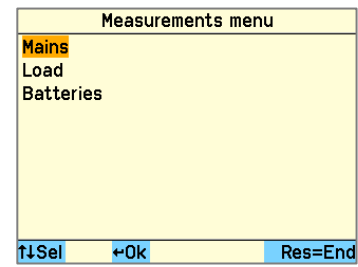 Measurements menu
Mains
Load
Batteries
↑↓Sel ↵Ok Res=End